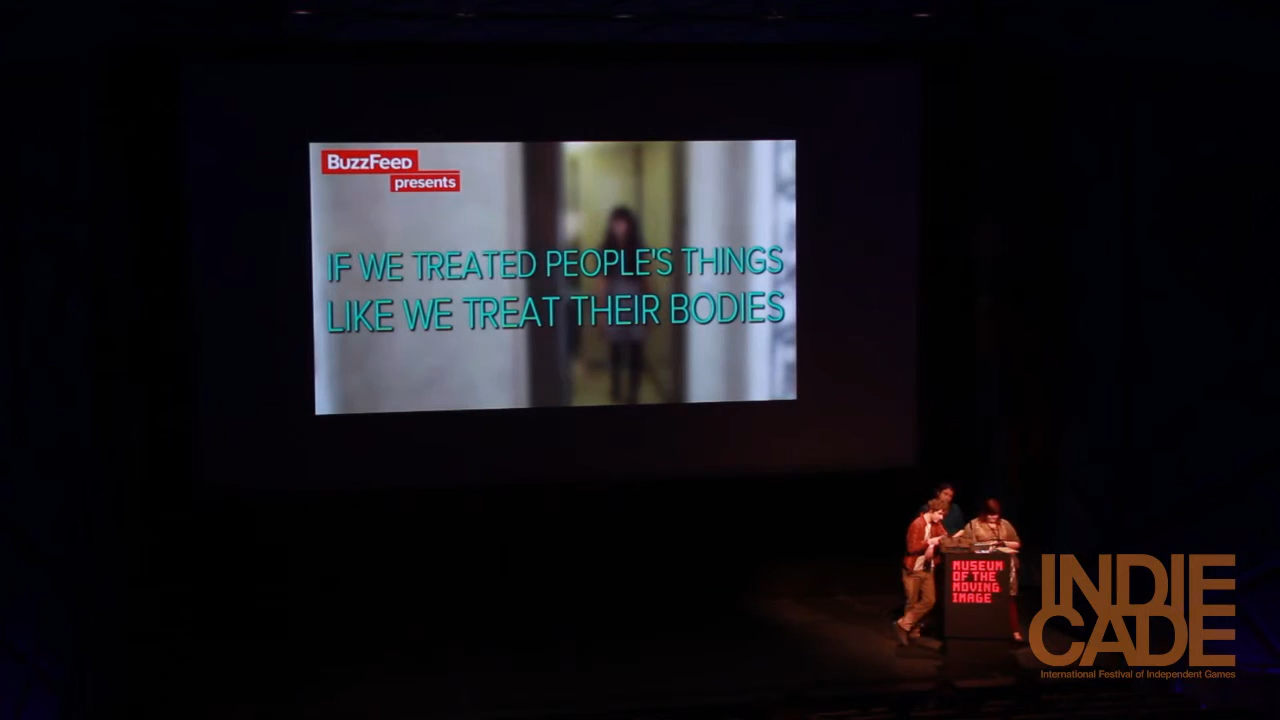 BuzzFeed
presents
IF WE TREATED PEOPLE'S THINGS
LIKE WE TREAT THEIR BODIES
MUSEUM
OF THE
MOVING
IMAGE
INDIE
CADE
International Festival of Independent Games